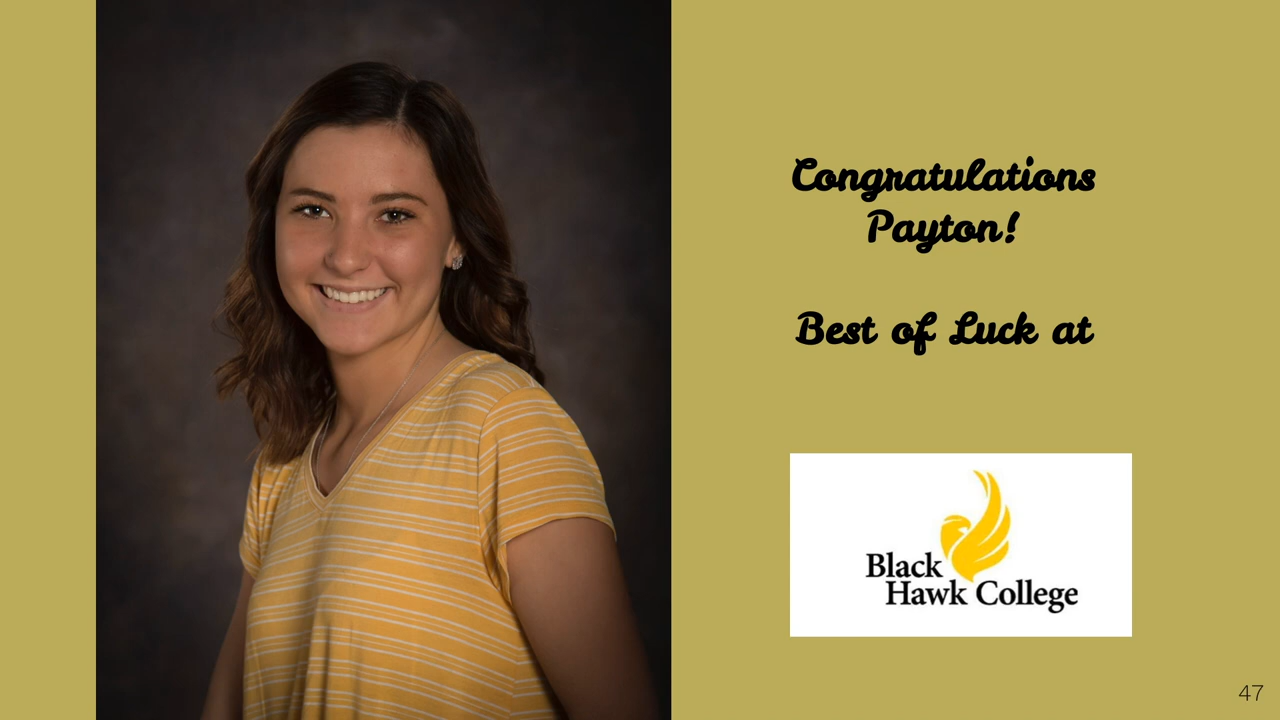 Congratulations
Payton!
Best of Luck at
Black
Hawk College
47